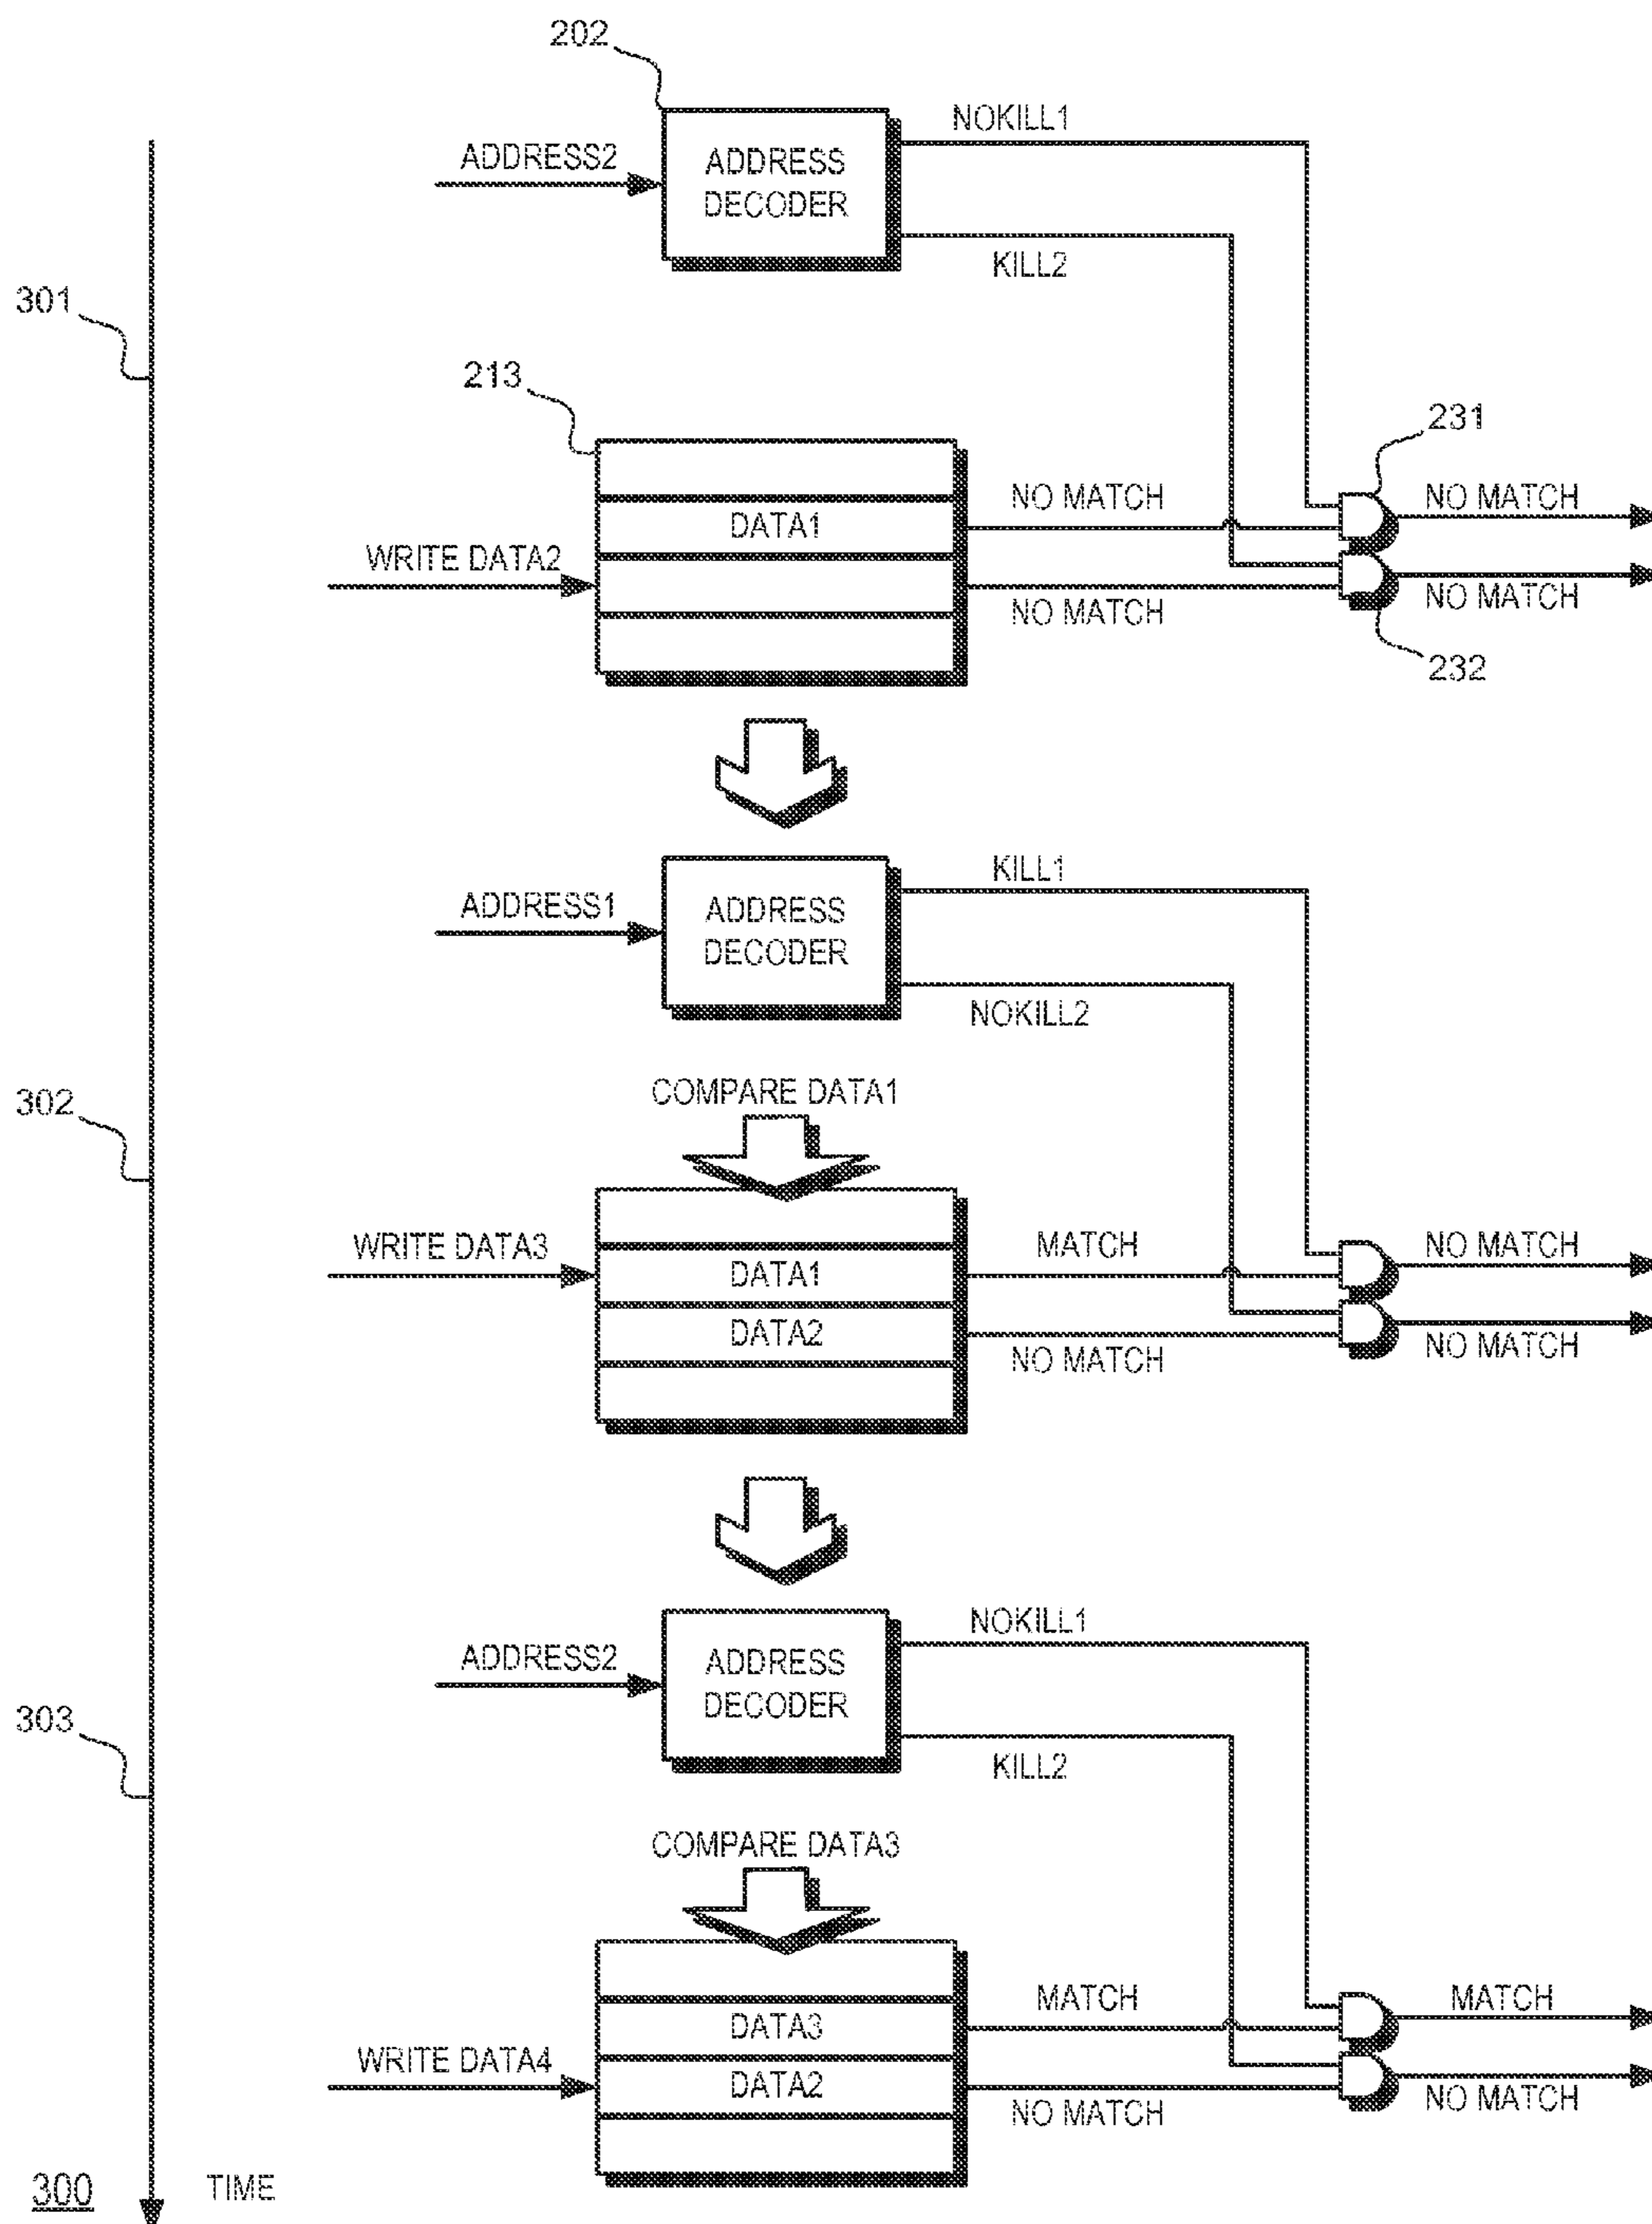 202
NOKILL1
ADDRESS2
ADDRESS
DECODER
KILL2
301
213
231
NO MATCH
NO MATCH
DATA1
WRITE DATA2
NO MATCH
NO MATCH
232
KILL1
ADDRESS1
ADDRESS
DECODER
NOKILL2
COMPARE DATA1
302
WRITE DATA3
MATCH
NO MATCH
DATA1
DATA2
NO MATCH
NO MATCH
NOKILL1
ADDRESS2
ADDRESS
DECODER
303
KILL2
COMPARE DATA3
MATCH
MATCH
DATA3
WRITE DATA4
DATA2
NO MATCH
NO MATCH
300
TIME